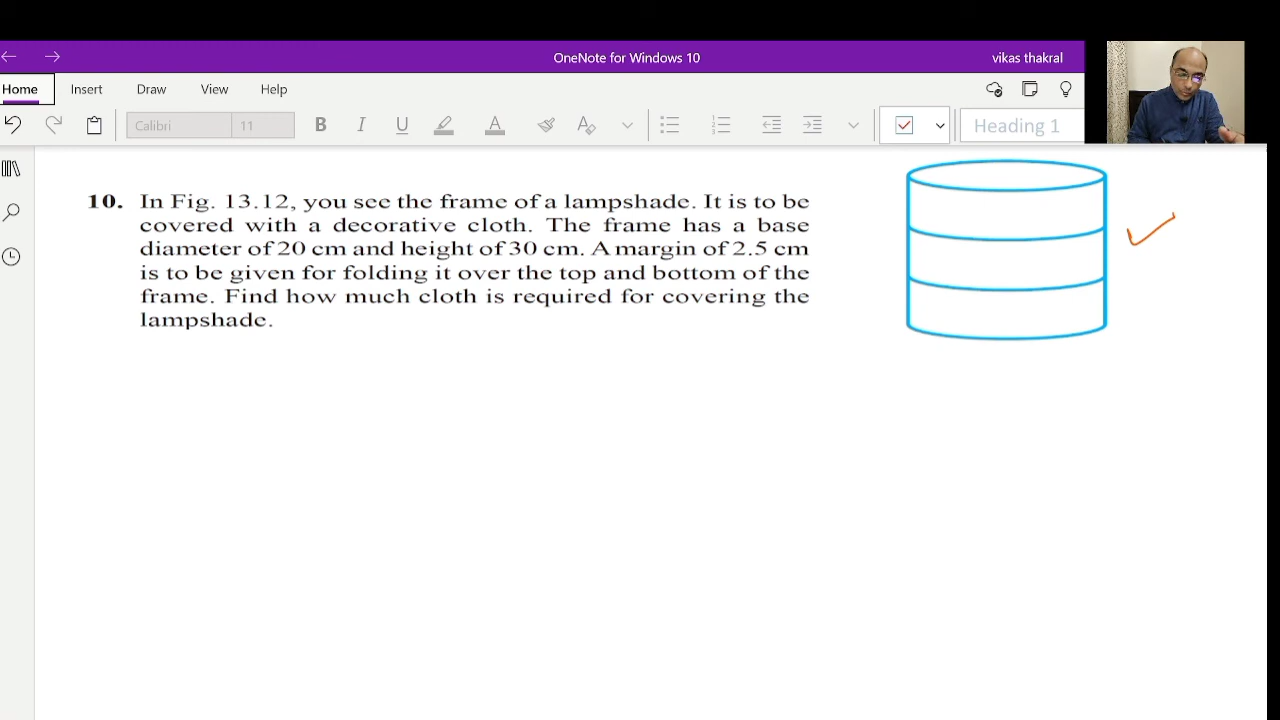 OneNote for Windows 10
vikas thakral
Home Insert Draw View Help
Calibri 11 B I U A A Heading 1
10. In Fig. 13.12, you see the frame of a lampshade. It is to be
covered with a decorative cloth. The frame has a base
diameter of 20 cm and height of 30 cm. A margin of 2.5 cm
is to be given for folding it over the top and bottom of the
frame. Find how much cloth is required for covering the
lampshade.